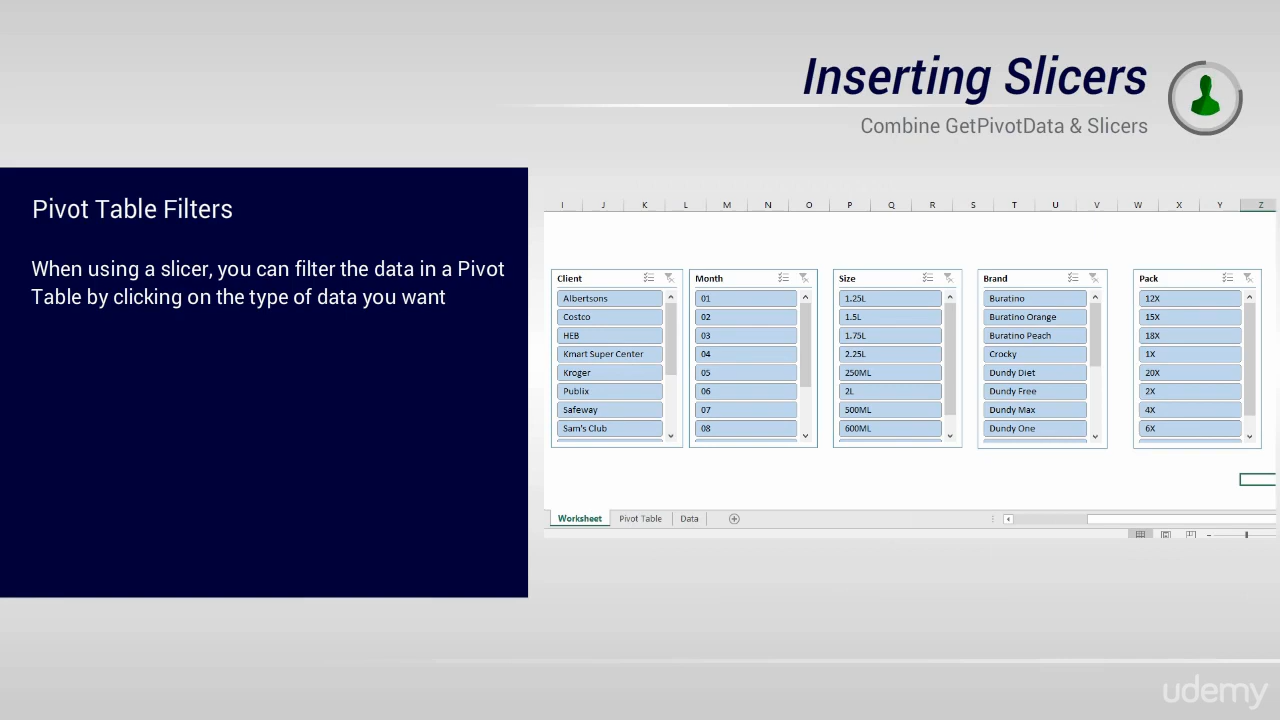 Inserting Slicers
Combine GetPivotData & Slicers
Pivot Table Filters
When using a slicer, you can filter the data in a Pivot
Table by clicking on the type of data you want
I J K L M N O P Q R S T U V W X Y Z
Client
Albertsons
Costco
HEB
Kmart Super Center
Kroger
Publix
Safeway
Sam's Club
Month
01
02
03
04
05
06
07
08
Size
1.25L
1.5L
1.75L
2.25L
250ML
2L
500ML
600ML
Brand
Buratino
Buratino Orange
Buratino Peach
Crocky
Dundy Diet
Dundy Free
Dundy Max
Dundy One
Pack
12X
15X
18X
1X
20X
2X
4X
6X
Worksheet Pivot Table Data
udemy